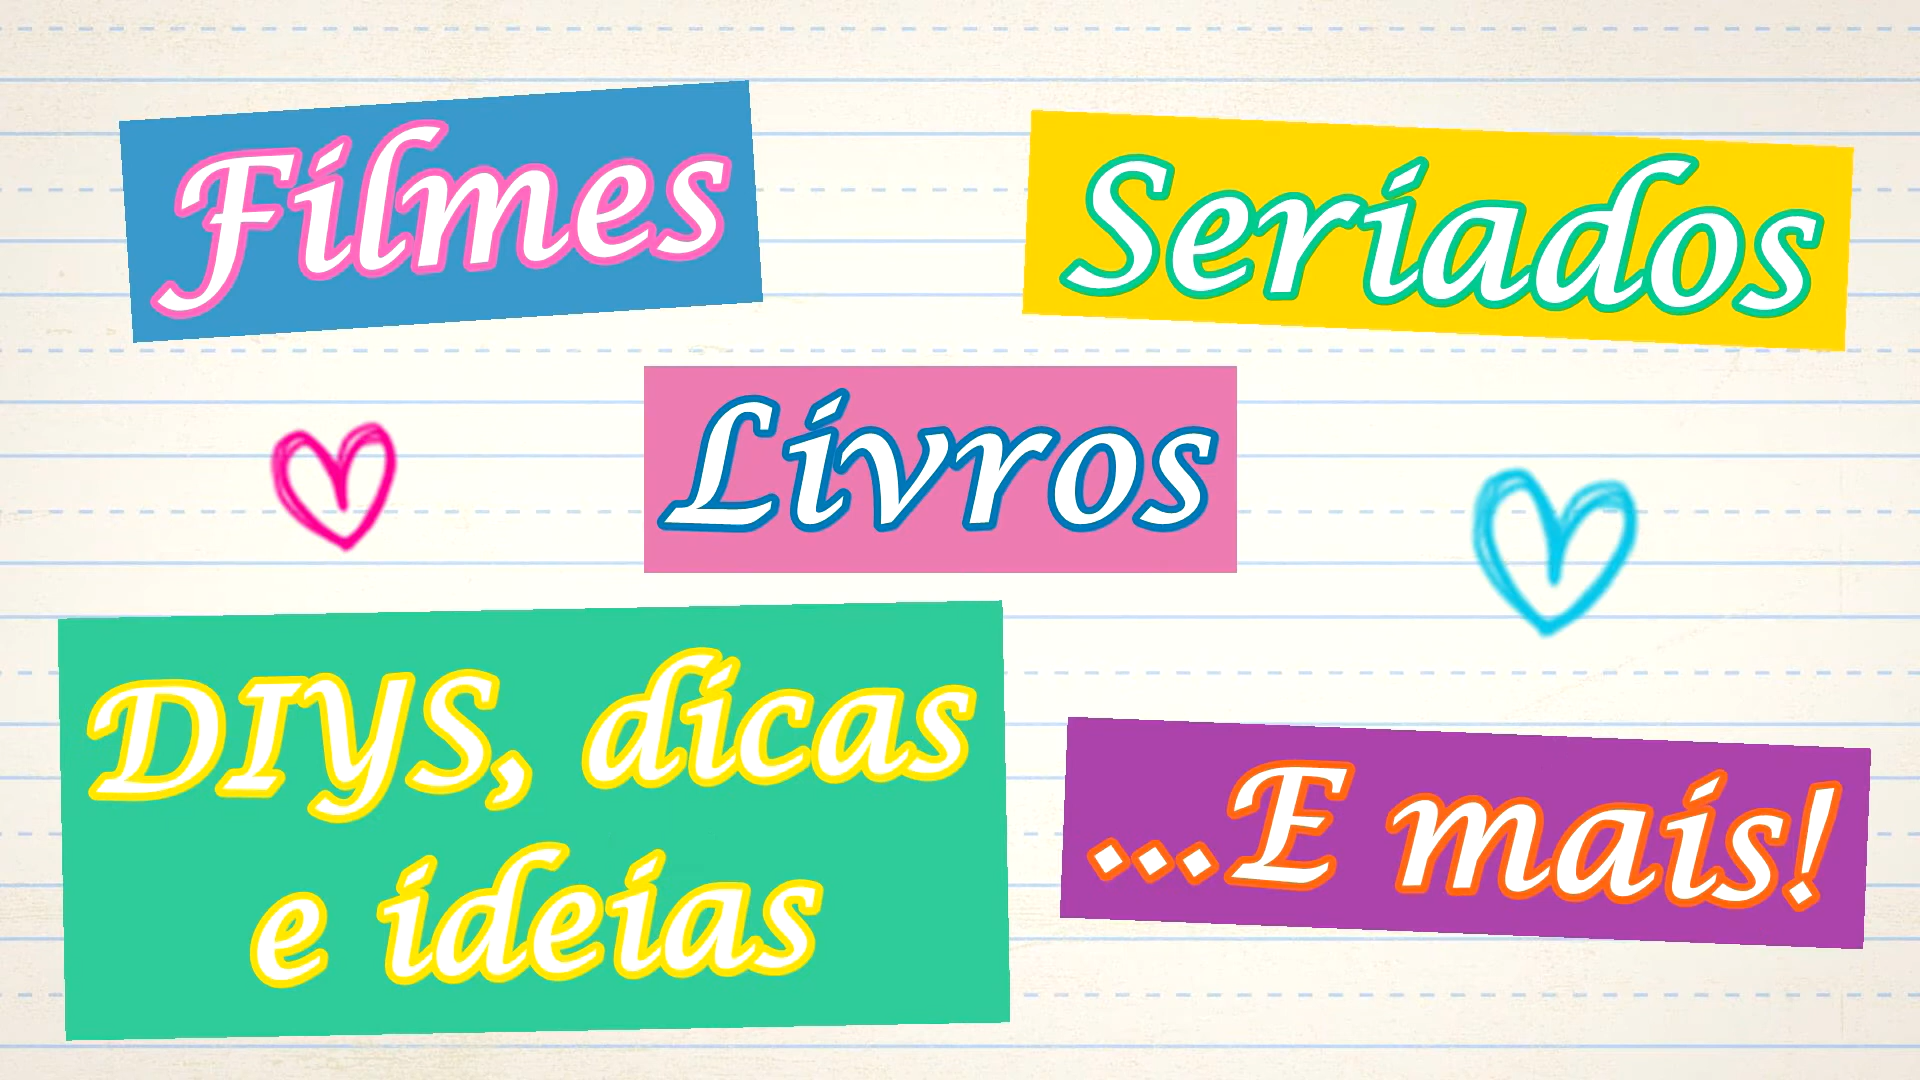 Filmes
Seriados
Livros
DIYS, dicas
e ideias
...E mais!